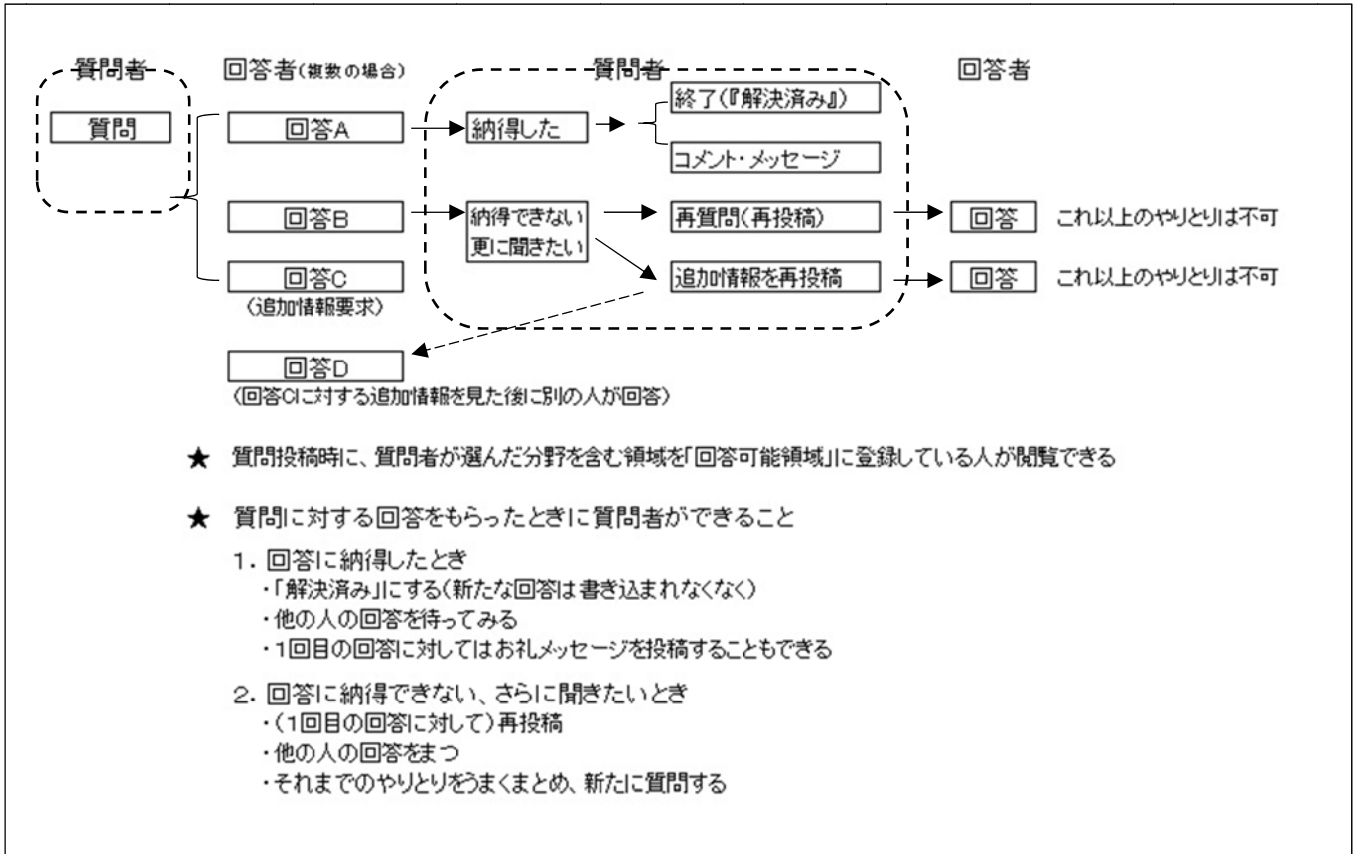 質問者 回答者(複数の場合) 質問者 回答者
質問
回答A
納得した
終了(『解決済み』)
コメント・メッセージ
回答B
納得できない
更に聞きたい
再質問(再投稿)
回答 これ以上のやりとりは不可
回答C
(追加情報要求)
追加情報を再投稿
回答 これ以上のやりとりは不可
回答D
(回答Cに対する追加情報を見た後に別の人が回答)
★ 質問投稿時に、質問者が選んだ分野を含む領域を「回答可能領域」に登録している人が閲覧できる
★ 質問に対する回答をもらったときに質問者ができること
1. 回答に納得したとき
・「解決済み」にする(新たな回答は書き込まれなくなく)
・他の人の回答を待ってみる
・1回目の回答に対してはお礼メッセージを投稿することもできる
2. 回答に納得できない、さらに聞きたいとき
・(1回目の回答に対して)再投稿
・他の人の回答をまつ
・それまでのやりとりをうまくまとめ、新たに質問する